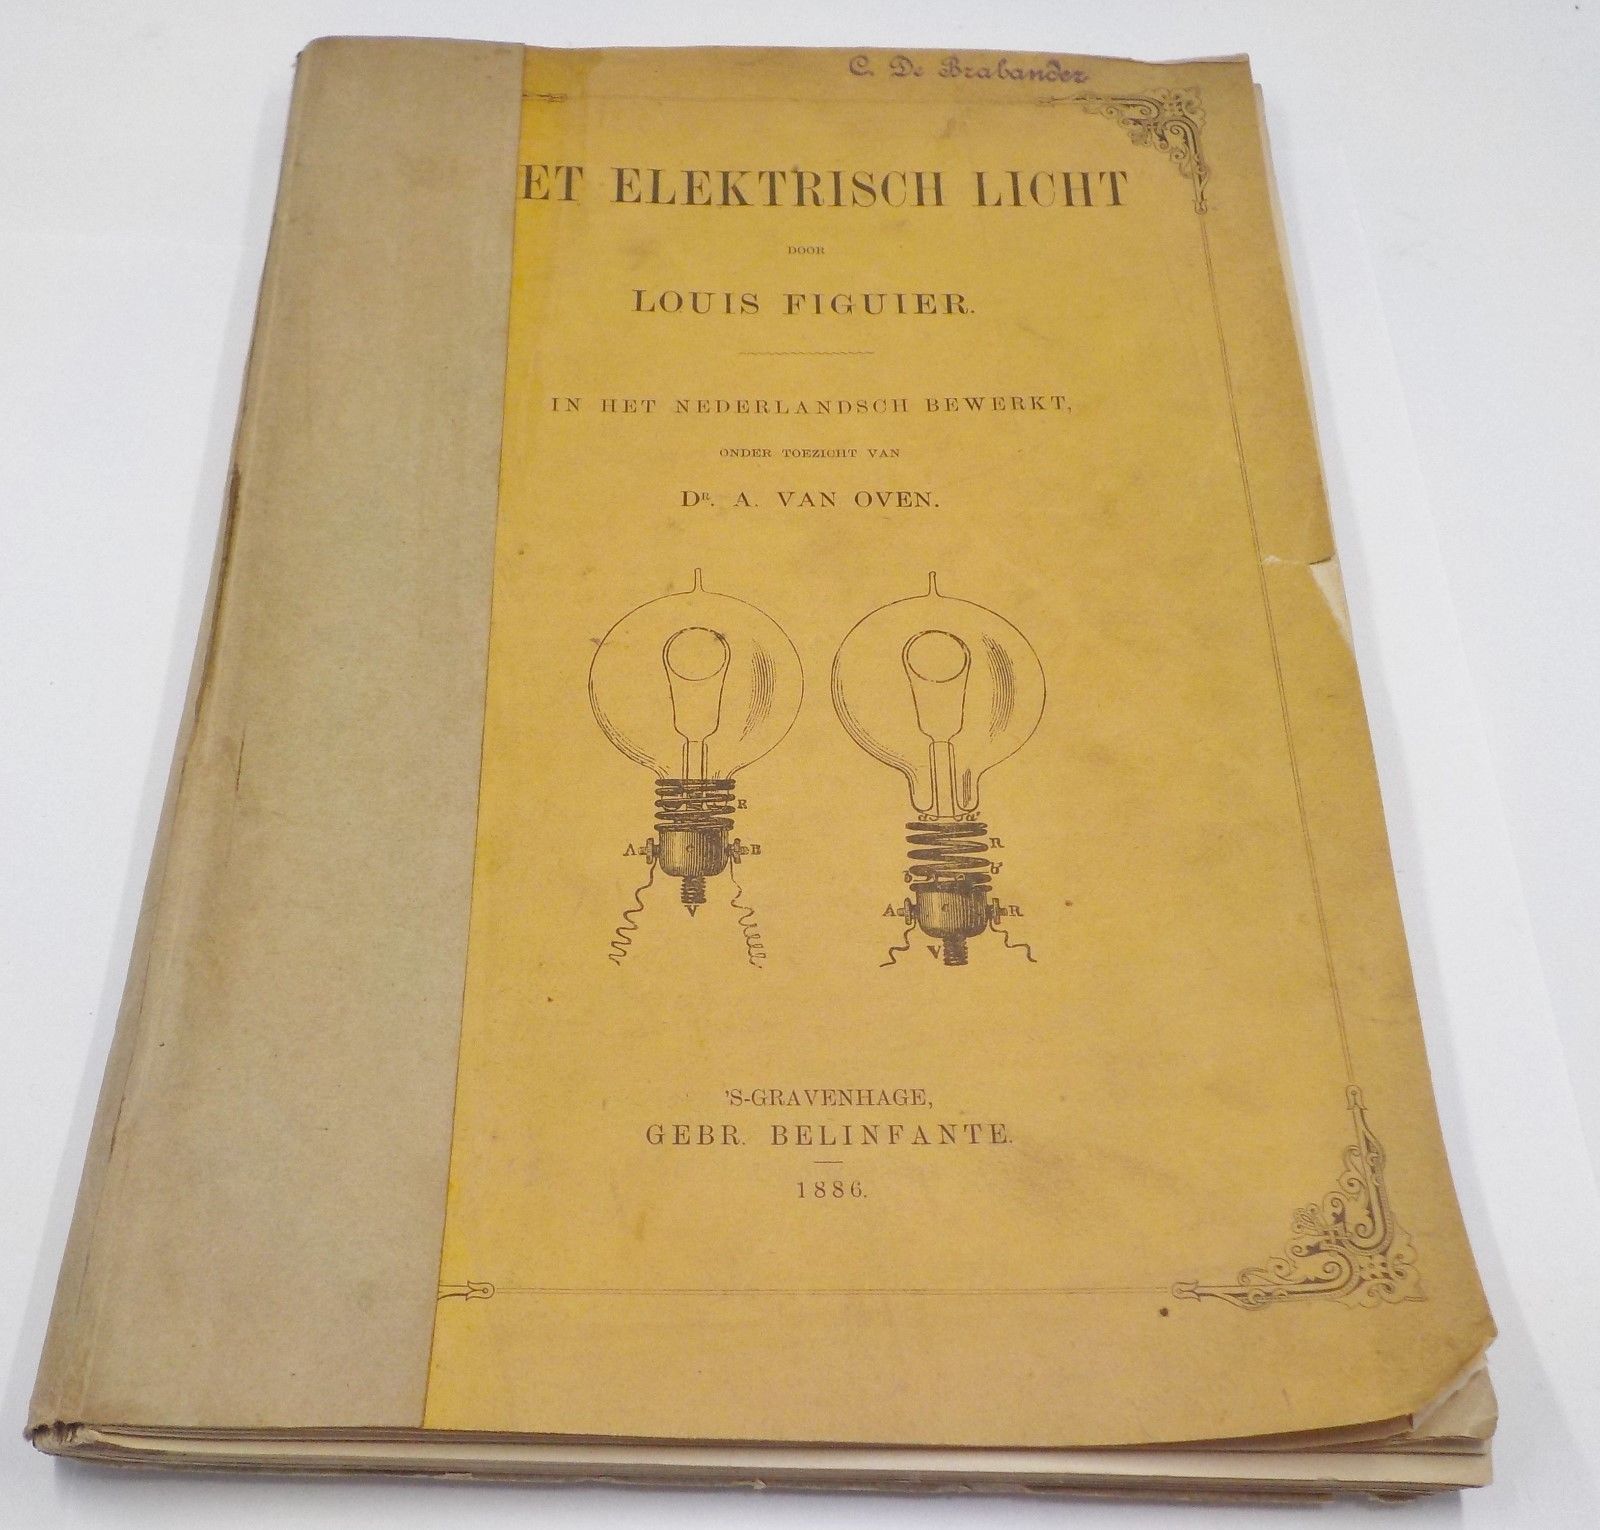 C. De Brabander
ET ELEKTRISCH LICHT
DOOR
LOUIS FIGUIER.
IN HET NEDERLANDSCH BEWERKT,
ONDER TOEZICHT VAN
DR. A. VAN OVEN.
R
A C B
V
a a'
R
b b'
A C R
V
'S-GRAVENHAGE,
GEBR. BELINFANTE.
1886.